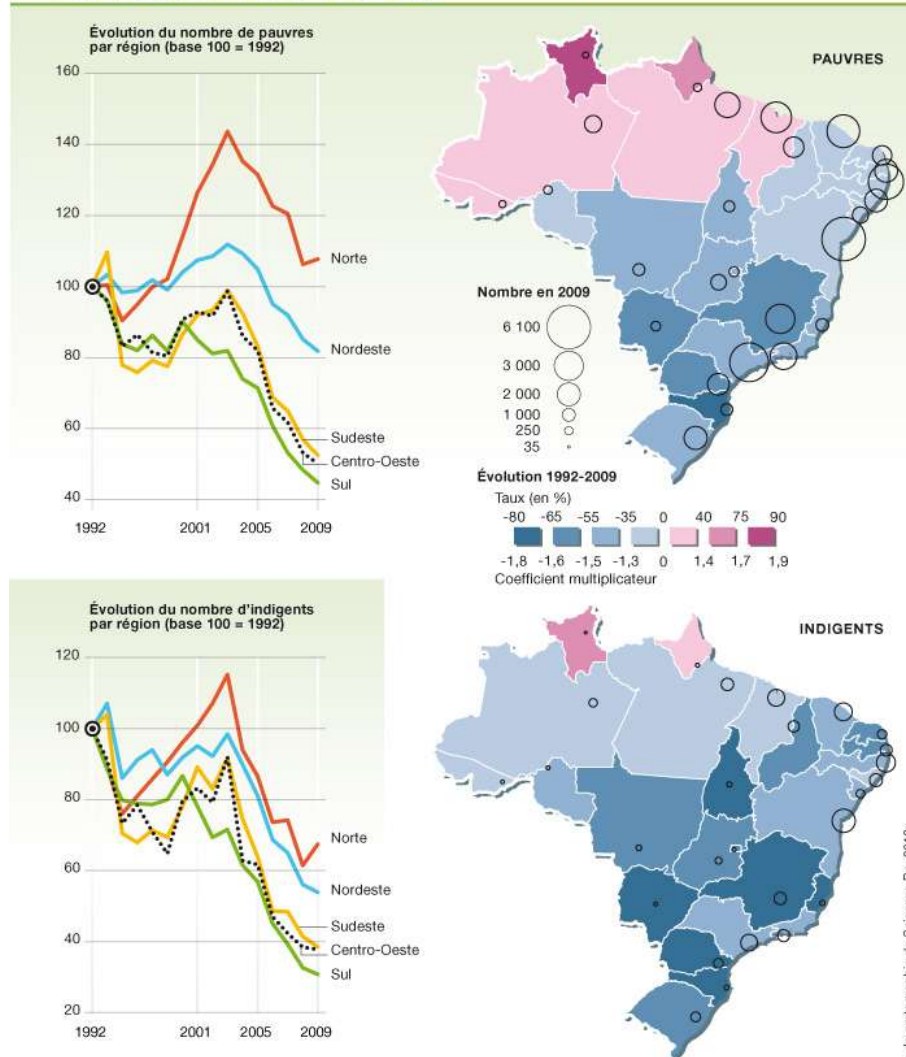 Évolution du nombre de pauvres
par région (base 100 = 1992)
160
140
120
100
80
60
40
1992
2001
2005
2009
Norte
Nordeste
Sudeste
Centro-Oeste
Sul
PAUVRES
Nombre en 2009
6 100
3 000
2 000
1 000
250
35
Évolution 1992-2009
Taux (en %)
-80 -65 -55 -35 0 40 75 90
-1,8 -1,6 -1,5 -1,3 0 1,4 1,7 1,9
Coefficient multiplicateur
Évolution du nombre d'indigents
par région (base 100 = 1992)
120
100
80
60
40
20
1992
2001
2005
2009
Norte
Nordeste
Sudeste
Centro-Oeste
Sul
INDIGENTS